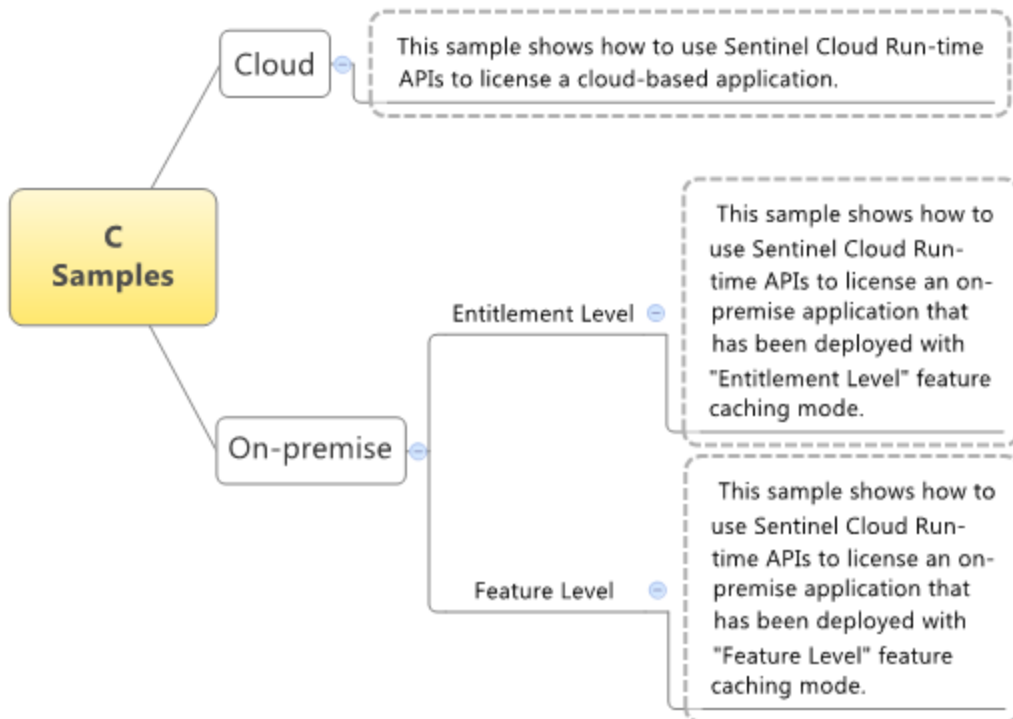 Cloud
This sample shows how to use Sentinel Cloud Run-time
APIs to license a cloud-based application.
C
Samples
On-premise
Entitlement Level
This sample shows how to
use Sentinel Cloud Run-
time APIs to license an on-
premise application that
has been deployed with
"Entitlement Level" feature
caching mode.
Feature Level
This sample shows how to
use Sentinel Cloud Run-
time APIs to license an on-
premise application that
has been deployed with
"Feature Level" feature
caching mode.